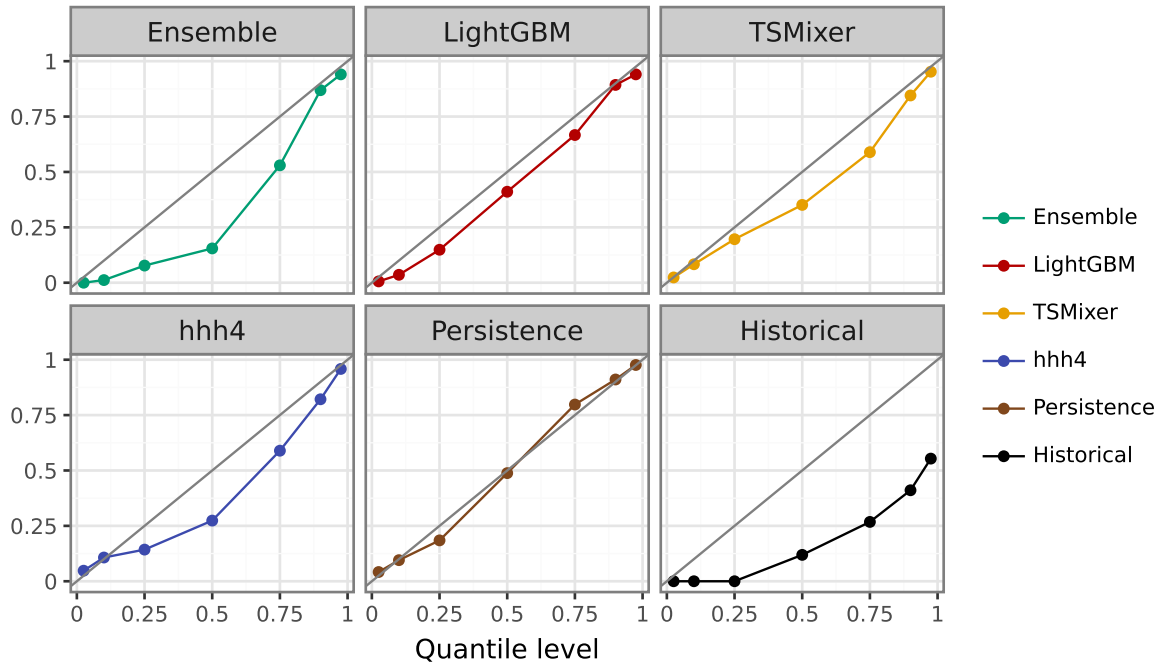 Ensemble LightGBM TSMixer
1
0.75
0.5
0.25
0
hhh4 Persistence Historical
1
0.75
0.5
0.25
0
0 0.25 0.5 0.75 1 0 0.25 0.5 0.75 1 0 0.25 0.5 0.75 1
Quantile level
Ensemble
LightGBM
TSMixer
hhh4
Persistence
Historical